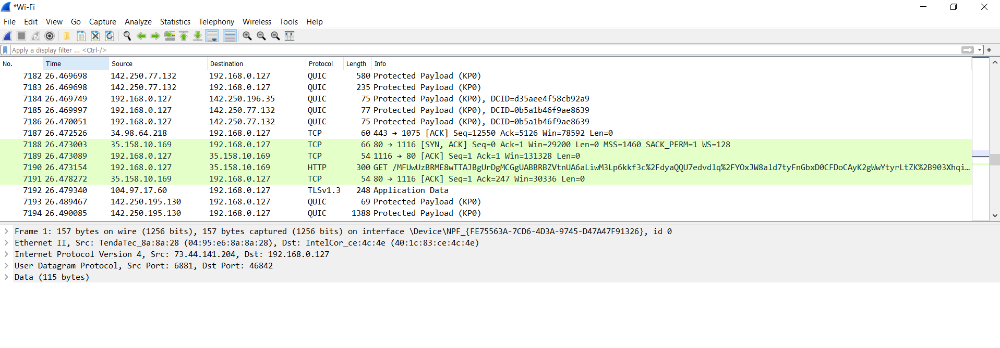 *Wi-Fi
File Edit View Go Capture Analyze Statistics Telephony Wireless Tools Help
Apply a display filter ... <Ctrl-/>
No. Time Source Destination Protocol Length Info
7182 26.469698 142.250.77.132 192.168.0.127 QUIC 580 Protected Payload (KP0)
7183 26.469698 142.250.77.132 192.168.0.127 QUIC 235 Protected Payload (KP0)
7184 26.469749 192.168.0.127 142.250.196.35 QUIC 75 Protected Payload (KP0), DCID=d35aee4f58cb92a9
7185 26.469997 192.168.0.127 142.250.77.132 QUIC 77 Protected Payload (KP0), DCID=0b5a1b46f9ae8639
7186 26.470051 192.168.0.127 142.250.77.132 QUIC 75 Protected Payload (KP0), DCID=0b5a1b46f9ae8639
7187 26.472526 34.98.64.218 192.168.0.127 TCP 60 443 → 1075 [ACK] Seq=12550 Ack=5126 Win=78592 Len=0
7188 26.473003 35.158.10.169 192.168.0.127 TCP 66 80 → 1116 [SYN, ACK] Seq=0 Ack=1 Win=29200 Len=0 MSS=1460 SACK_PERM=1 WS=128
7189 26.473089 192.168.0.127 35.158.10.169 TCP 54 1116 → 80 [ACK] Seq=1 Ack=1 Win=131328 Len=0
7190 26.473154 192.168.0.127 35.158.10.169 HTTP 300 GET /MFUwUzBRME8wTTAJBgUrDgMCGgUABBRBZVtnUA6aLiwM3Lp6kkf3c%2FdyaQQU7edvdlq%2FYOxJW8ald7tyFnGbxD0CFDoCAyK2gWwYtyrLtZK%2B903Xhqi…
7191 26.478272 35.158.10.169 192.168.0.127 TCP 54 80 → 1116 [ACK] Seq=1 Ack=247 Win=30336 Len=0
7192 26.479340 104.97.17.60 192.168.0.127 TLSv1.3 248 Application Data
7193 26.489467 142.250.195.130 192.168.0.127 QUIC 69 Protected Payload (KP0)
7194 26.490085 142.250.195.130 192.168.0.127 QUIC 1388 Protected Payload (KP0)
Frame 1: 157 bytes on wire (1256 bits), 157 bytes captured (1256 bits) on interface \Device\NPF_{FE75563A-7CD6-4D3A-9745-D47A47F91326}, id 0
Ethernet II, Src: TendaTec_8a:8a:28 (04:95:e6:8a:8a:28), Dst: IntelCor_ce:4c:4e (40:1c:83:ce:4c:4e)
Internet Protocol Version 4, Src: 73.44.141.204, Dst: 192.168.0.127
User Datagram Protocol, Src Port: 6881, Dst Port: 46842
Data (115 bytes)